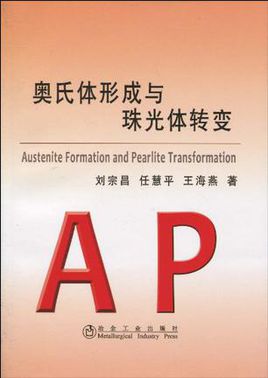 奥氏体形成与
珠光体转变
Austenite Formation and Pearlite Transformation
刘宗昌 任慧平 王海燕 著
A P
冶金工业出版社
Metallurgical Industry Press